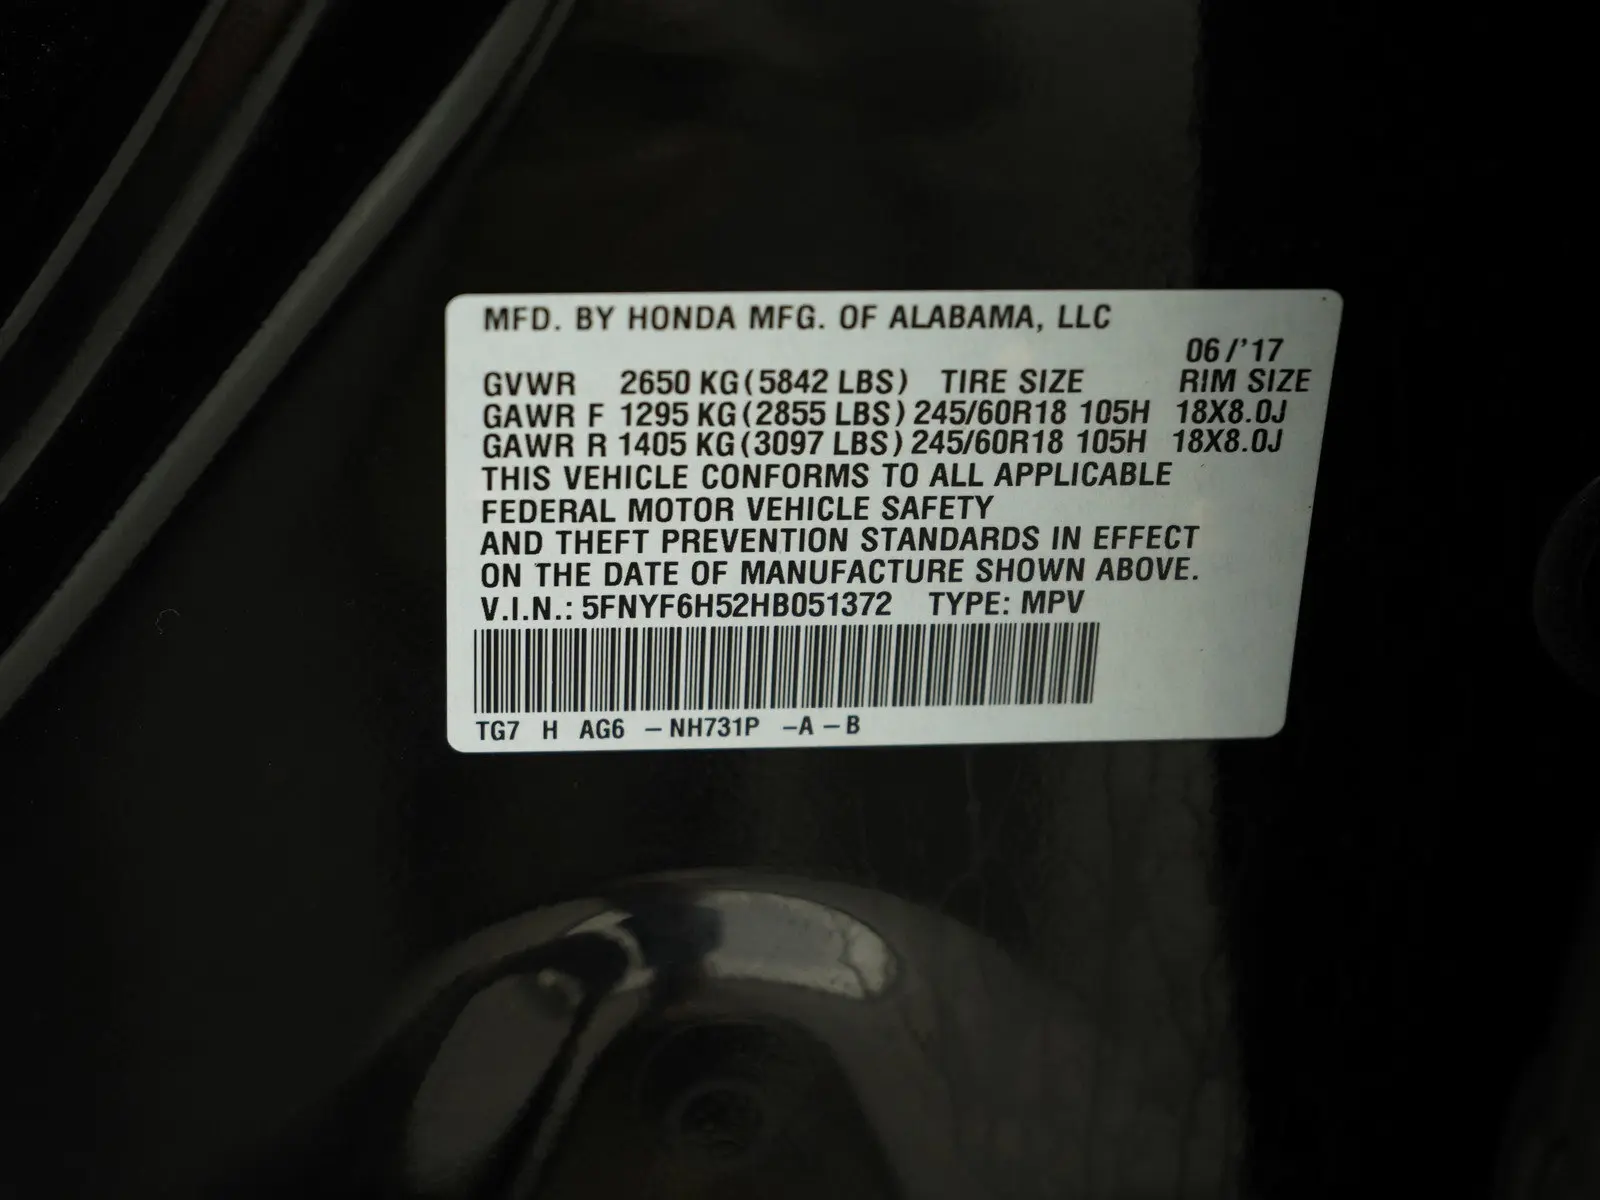 MFD. BY HONDA MFG. OF ALABAMA, LLC
06/'17
GVWR 2650 KG (5842 LBS) TIRE SIZE RIM SIZE
GAWR F 1295 KG (2855 LBS) 245/60R18 105H 18X8.0J
GAWR R 1405 KG (3097 LBS) 245/60R18 105H 18X8.0J
THIS VEHICLE CONFORMS TO ALL APPLICABLE
FEDERAL MOTOR VEHICLE SAFETY
AND THEFT PREVENTION STANDARDS IN EFFECT
ON THE DATE OF MANUFACTURE SHOWN ABOVE.
V.I.N.: 5FNYF6H52HB051372 TYPE: MPV
TG7 H AG6 – NH731P –A – B